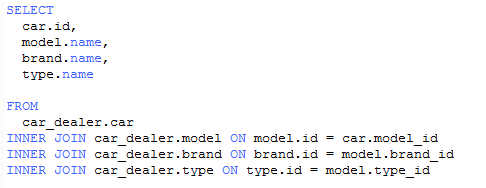 SELECT
car.id,
model.name,
brand.name,
type.name
FROM
car_dealer.car
INNER JOIN car_dealer.model ON model.id = car.model_id
INNER JOIN car_dealer.brand ON brand.id = model.brand_id
INNER JOIN car_dealer.type ON type.id = model.type_id